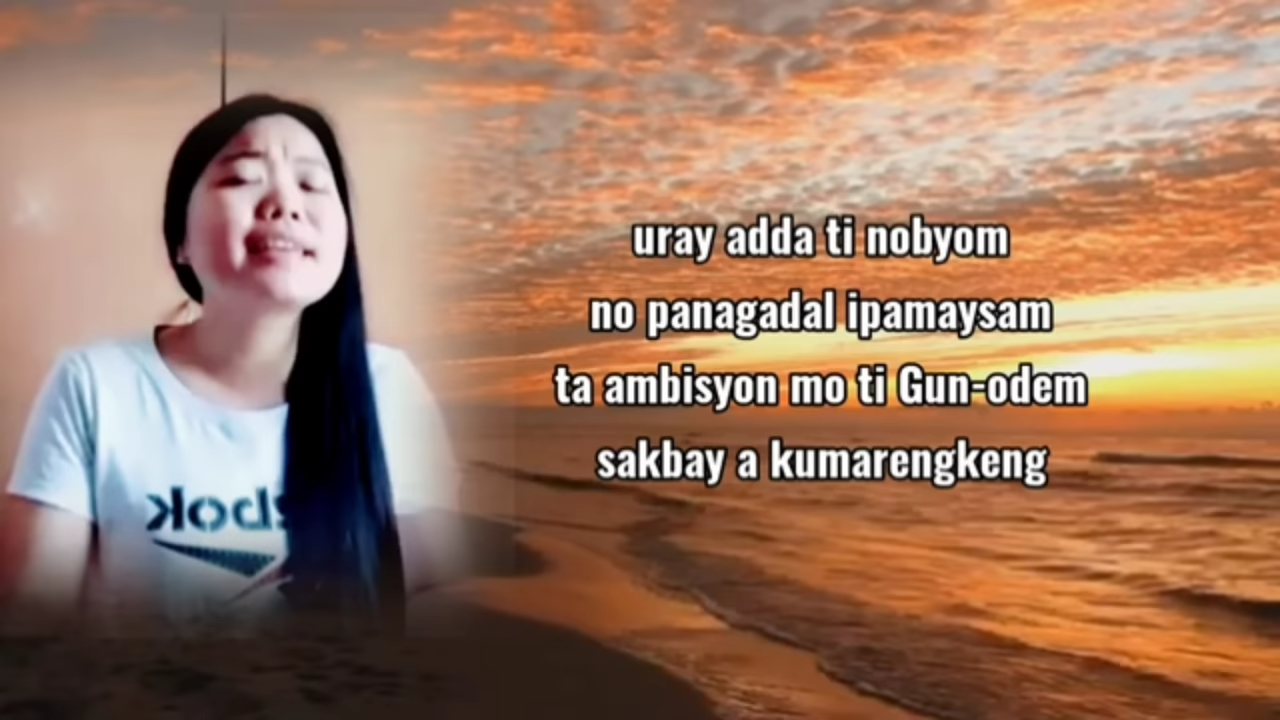 uray adda ti nobyom
no panagadal ipamaysam
ta ambisyon mo ti Gun-odem
sakbay a kumarengkeng